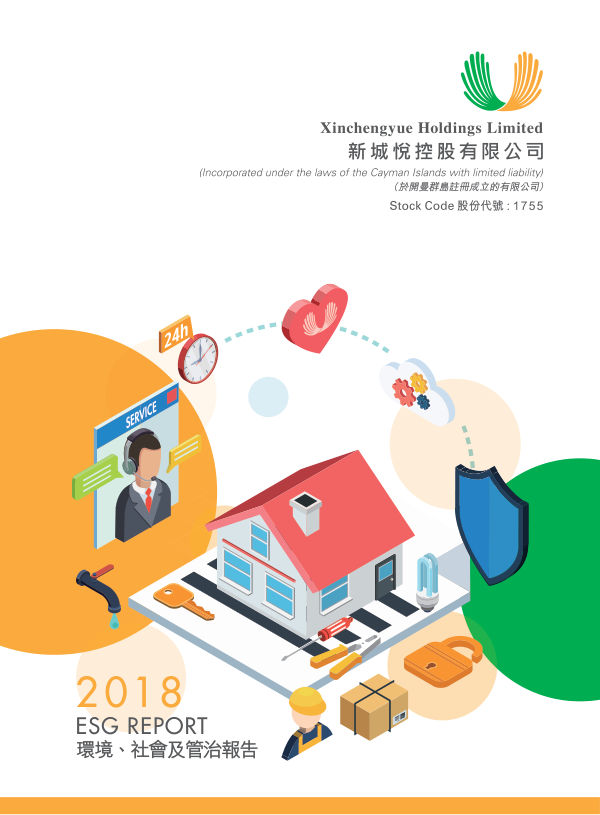 Xinchengyue Holdings Limited
新城悅控股有限公司
(Incorporated under the laws of the Cayman Islands with limited liability)
（於開曼群島註冊成立的有限公司）
Stock Code 股份代號 : 1755
24h
SERVICE
2018
ESG REPORT
環境、社會及管治報告